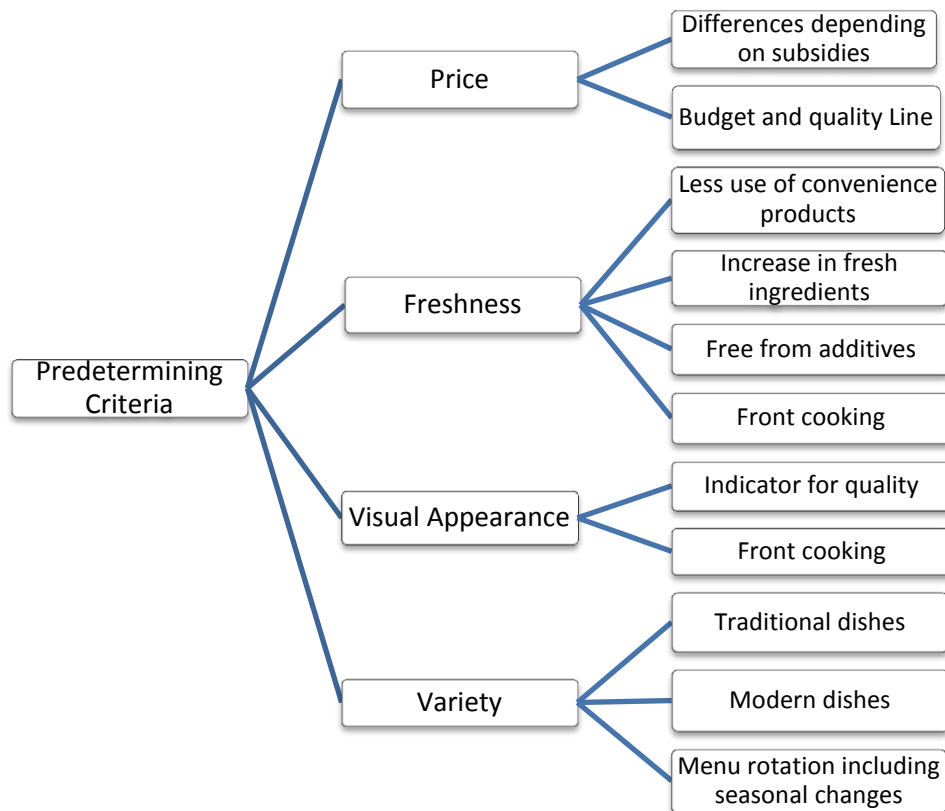 Predetermining
Criteria
Price
Differences depending
on subsidies
Budget and quality Line
Freshness
Less use of convenience
products
Increase in fresh
ingredients
Free from additives
Front cooking
Visual Appearance
Indicator for quality
Front cooking
Variety
Traditional dishes
Modern dishes
Menu rotation including
seasonal changes